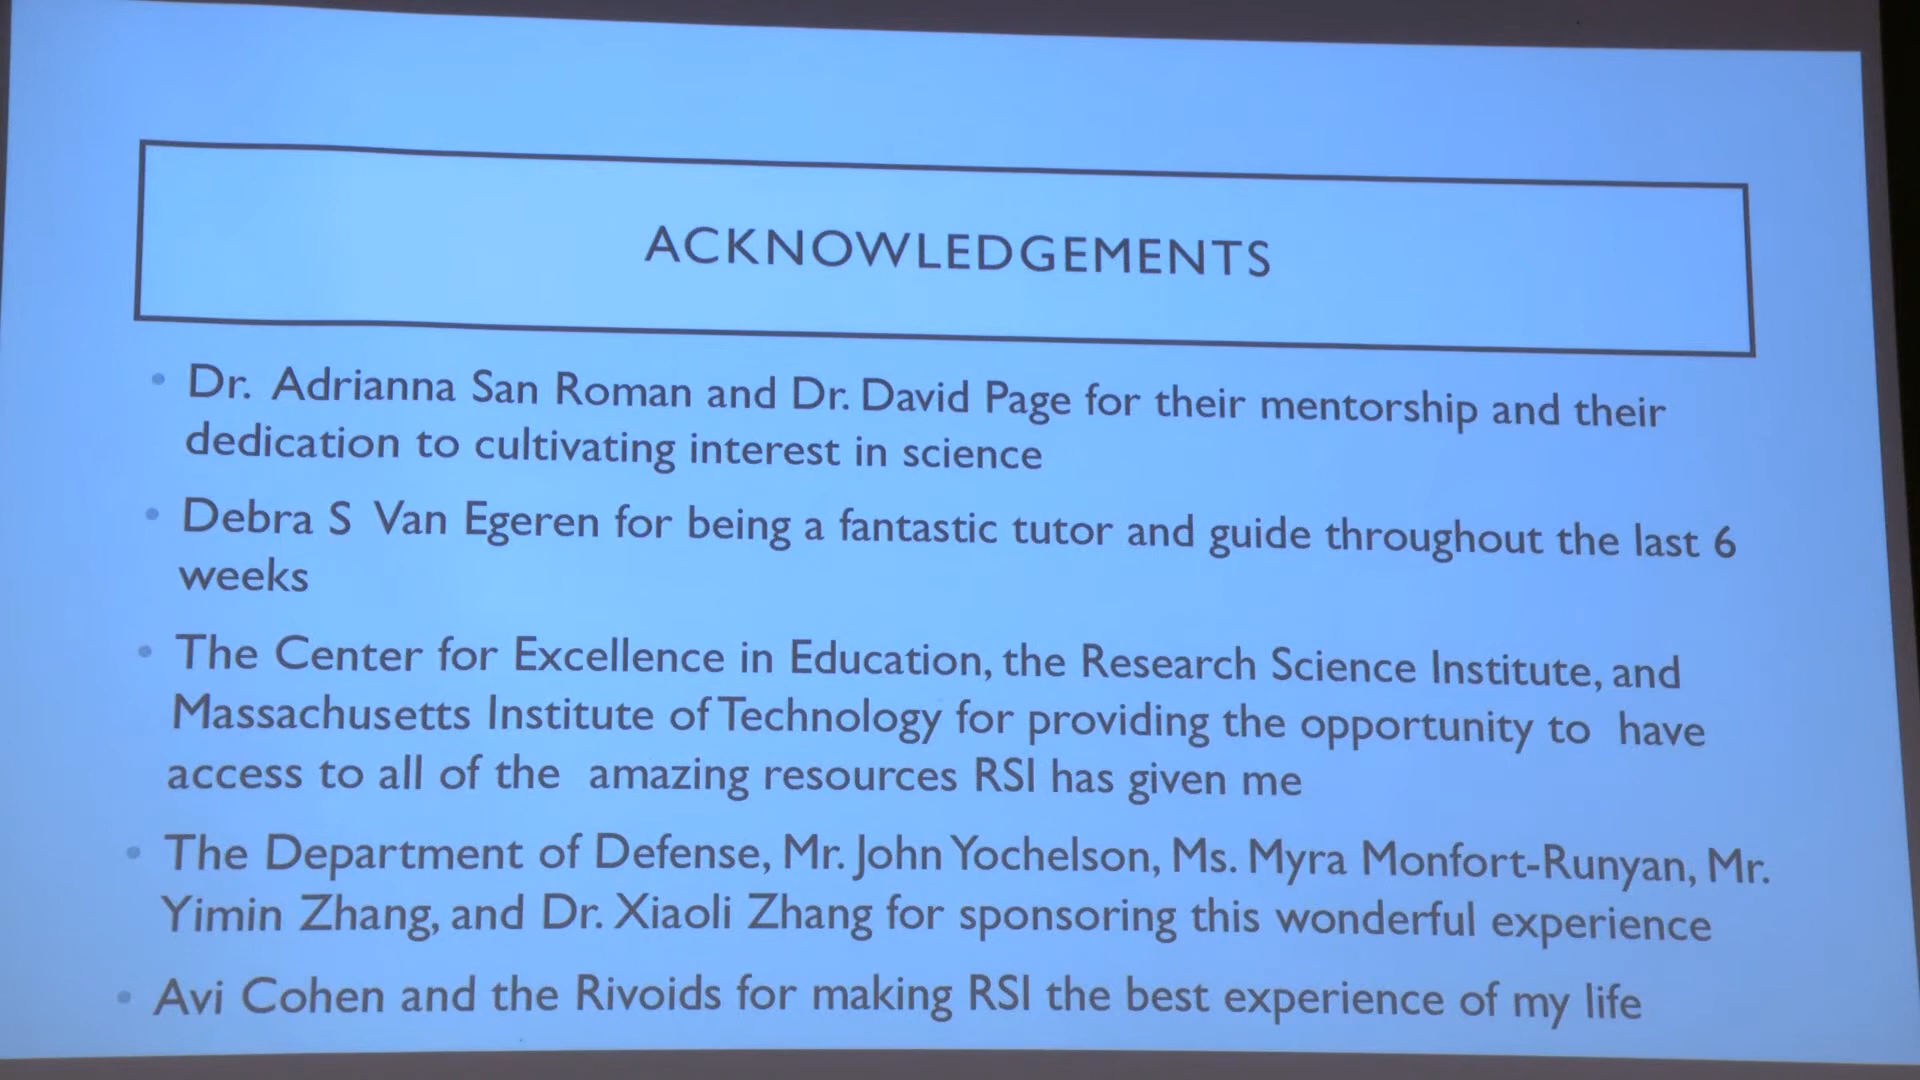 ACKNOWLEDGEMENTS
• Dr. Adrianna San Roman and Dr. David Page for their mentorship and their
dedication to cultivating interest in science
• Debra S Van Egeren for being a fantastic tutor and guide throughout the last 6
weeks
• The Center for Excellence in Education, the Research Science Institute, and
Massachusetts Institute of Technology for providing the opportunity to have
access to all of the amazing resources RSI has given me
• The Department of Defense, Mr. John Yochelson, Ms. Myra Monfort-Runyan, Mr.
Yimin Zhang, and Dr. Xiaoli Zhang for sponsoring this wonderful experience
• Avi Cohen and the Rivoids for making RSI the best experience of my life